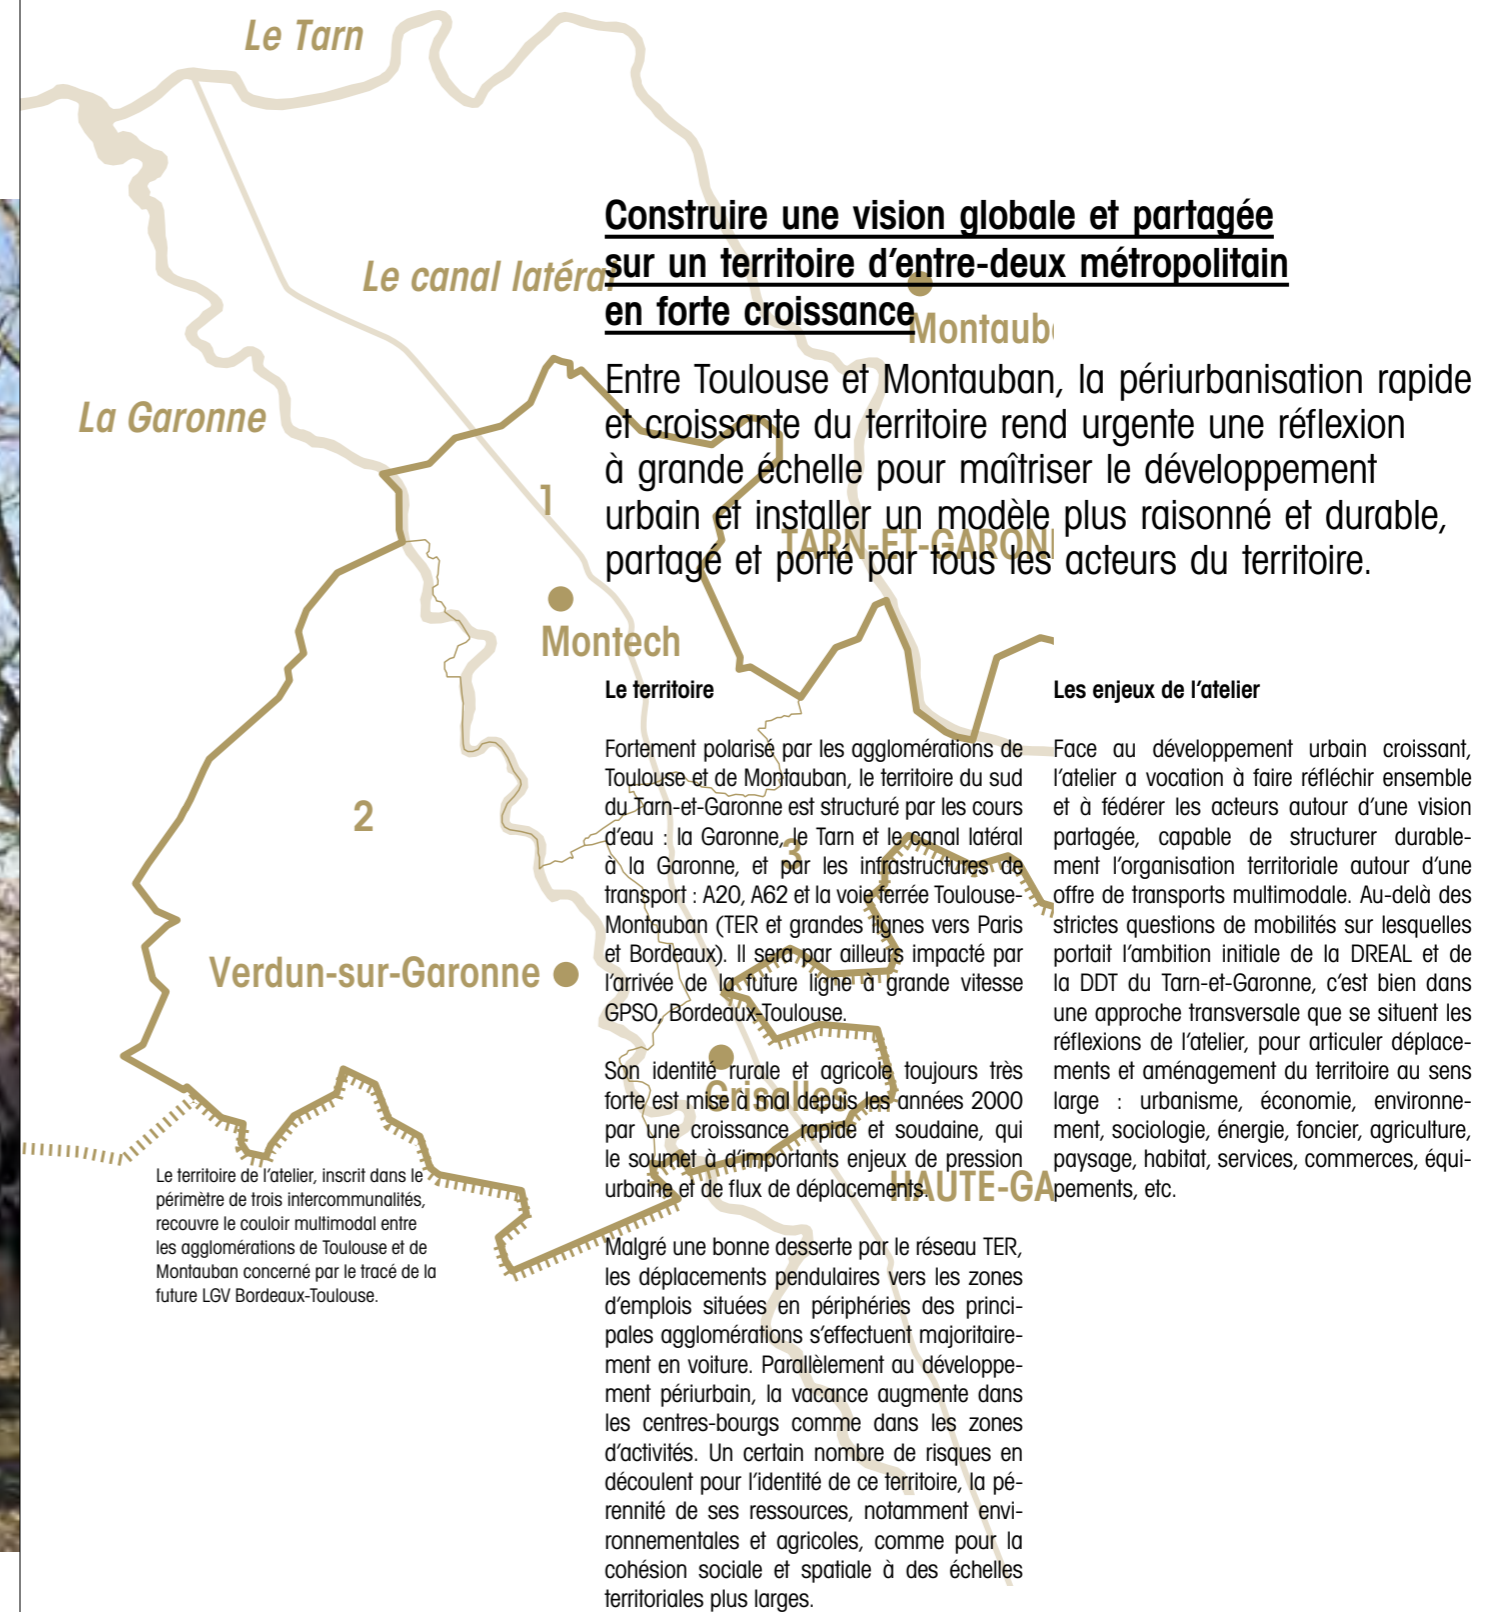 Le Tarn
Construire une vision globale et partagée
sur un territoire d’entre-deux métropolitain
en forte croissance
Le canal latéral
Montaub
La Garonne
Entre Toulouse et Montauban, la périurbanisation rapide
et croissante du territoire rend urgente une réflexion
à grande échelle pour maîtriser le développement
urbain et installer un modèle plus raisonné et durable,
partagé et porté par tous les acteurs du territoire.
1
TARN-ET-GARON
Montech
2
3
Verdun-sur-Garonne
Grisolles
HAUTE-GA
Le territoire
Fortement polarisé par les agglomérations de
Toulouse et de Montauban, le territoire du sud
du Tarn-et-Garonne est structuré par les cours
d’eau : la Garonne, le Tarn et le canal latéral
à la Garonne, et par les infrastructures de
transport : A20, A62 et la voie ferrée Toulouse-
Montauban (TER et grandes lignes vers Paris
et Bordeaux). Il sera par ailleurs impacté par
l’arrivée de la future ligne à grande vitesse
GPSO, Bordeaux-Toulouse.
Son identité rurale et agricole toujours très
forte est mise à mal depuis les années 2000
par une croissance rapide et soudaine, qui
le soumet à d’importants enjeux de pression
urbaine et de flux de déplacements.
Malgré une bonne desserte par le réseau TER,
les déplacements pendulaires vers les zones
d’emplois situées en périphéries des princi-
pales agglomérations s’effectuent majoritaire-
ment en voiture. Parallèlement au développe-
ment périurbain, la vacance augmente dans
les centres-bourgs comme dans les zones
d’activités. Un certain nombre de risques en
découlent pour l’identité de ce territoire, la pé-
rennité de ses ressources, notamment envi-
ronnementales et agricoles, comme pour la
cohésion sociale et spatiale à des échelles
territoriales plus larges.
Les enjeux de l’atelier
Face au développement urbain croissant,
l’atelier a vocation à faire réfléchir ensemble
et à fédérer les acteurs autour d’une vision
partagée, capable de structurer durable-
ment l’organisation territoriale autour d’une
offre de transports multimodale. Au-delà des
strictes questions de mobilités sur lesquelles
portait l’ambition initiale de la DREAL et de
la DDT du Tarn-et-Garonne, c’est bien dans
une approche transversale que se situent les
réflexions de l’atelier, pour articuler déplace-
ments et aménagement du territoire au sens
large : urbanisme, économie, environne-
ment, sociologie, énergie, foncier, agriculture,
paysage, habitat, services, commerces, équi-
pements, etc.
Le territoire de l’atelier, inscrit dans le
périmètre de trois intercommunalités,
recouvre le couloir multimodal entre
les agglomérations de Toulouse et de
Montauban concerné par le tracé de la
future LGV Bordeaux-Toulouse.